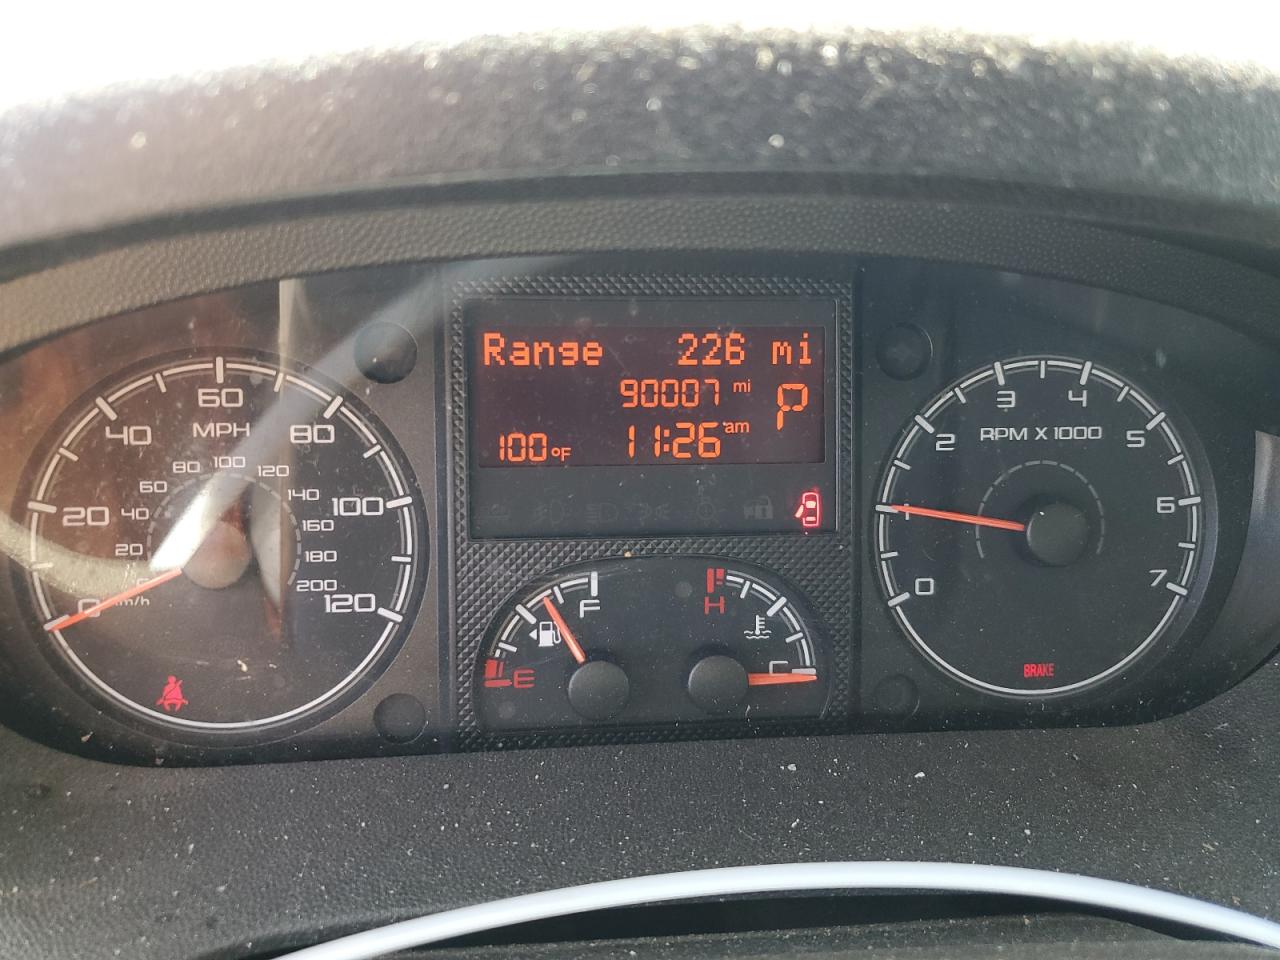 Range 226 mi
90007 mi
P
100°F 11:26 am
0 20 40 60 80 100 120
MPH
20 40 60 80 100 120 140 160 180 200
km/h
E F
H C
0 1 2 3 4 5 6 7
RPM X 1000
BRAKE